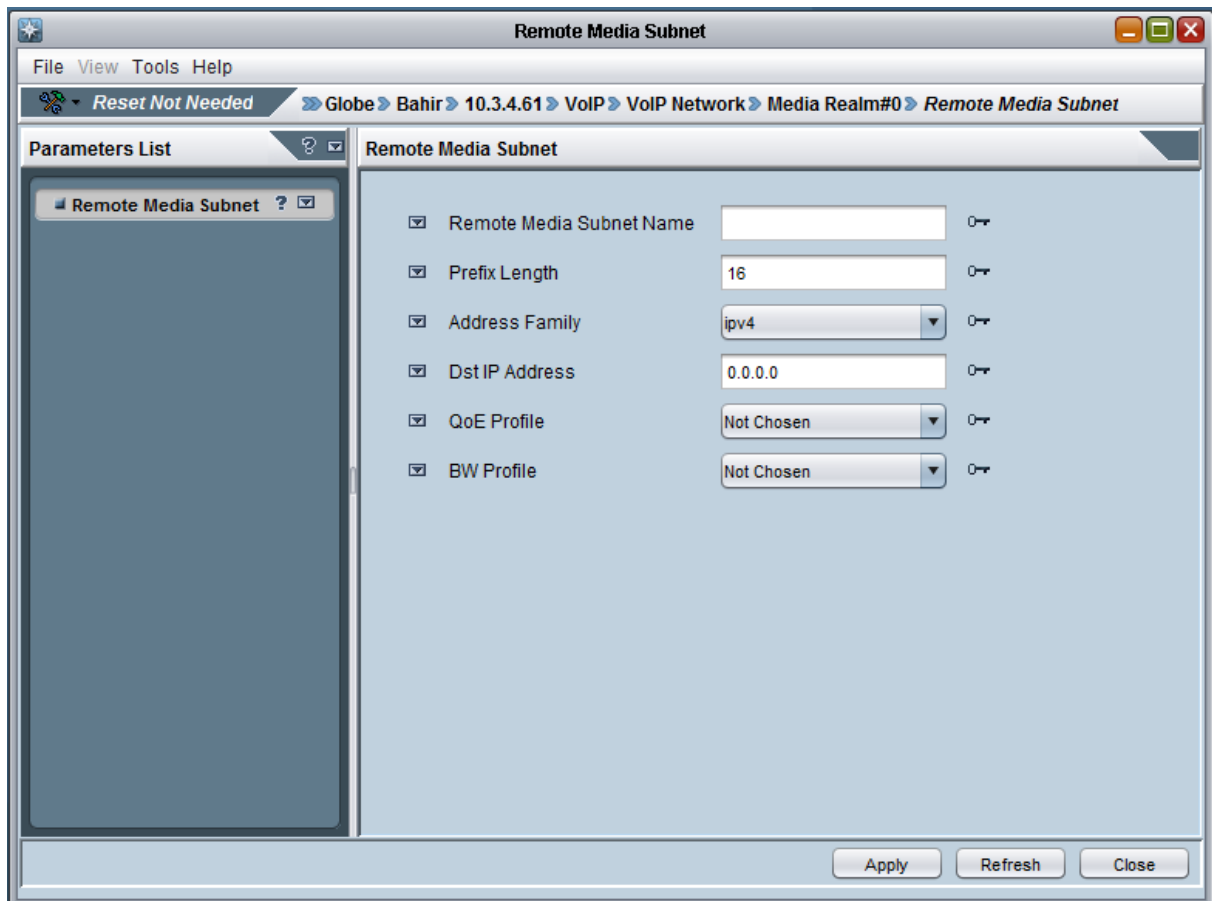 Remote Media Subnet
File View Tools Help
Reset Not Needed
Globe Bahir 10.3.4.61 VoIP VoIP Network Media Realm#0 Remote Media Subnet
Parameters List ?
Remote Media Subnet
Remote Media Subnet ?
Remote Media Subnet Name
Prefix Length 16
Address Family ipv4
Dst IP Address 0.0.0.0
QoE Profile Not Chosen
BW Profile Not Chosen
Apply Refresh Close